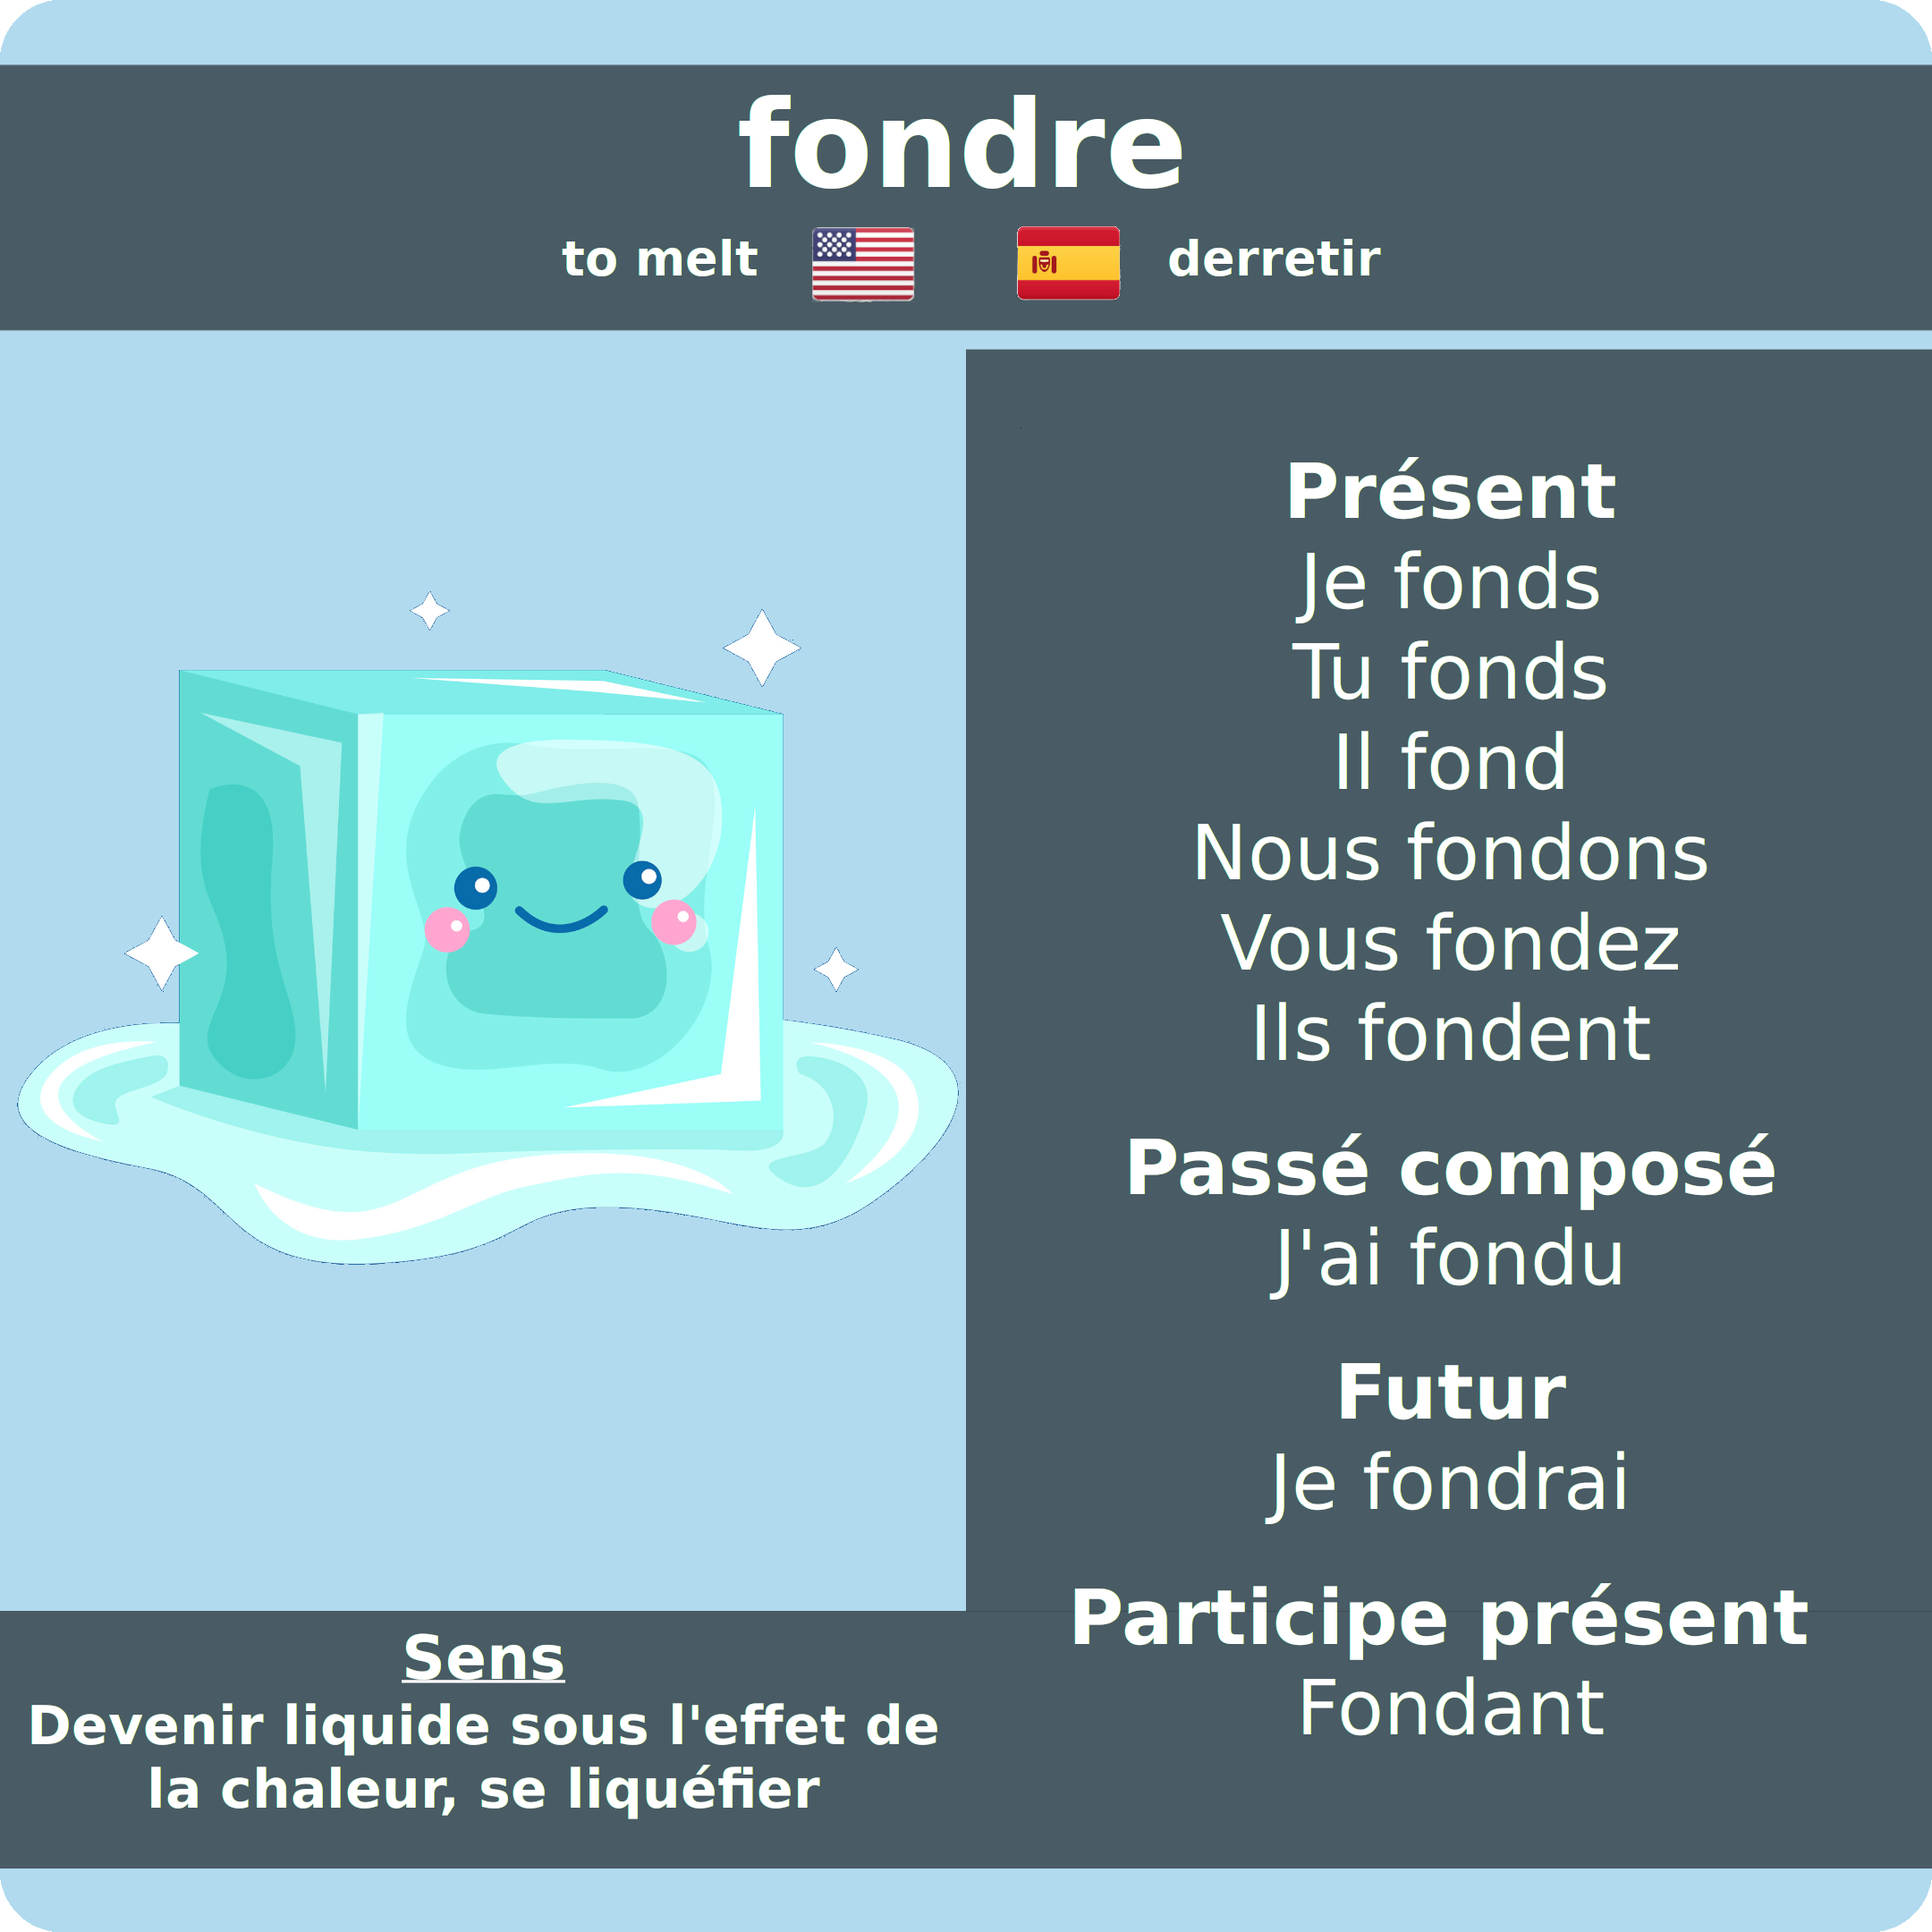 fondre
to melt
derretir
Présent
Je fonds
Tu fonds
Il fond
Nous fondons
Vous fondez
Ils fondent
Passé composé
J'ai fondu
Futur
Je fondrai
Participe présent
Fondant
Sens
Devenir liquide sous l'effet de
la chaleur, se liquéfier